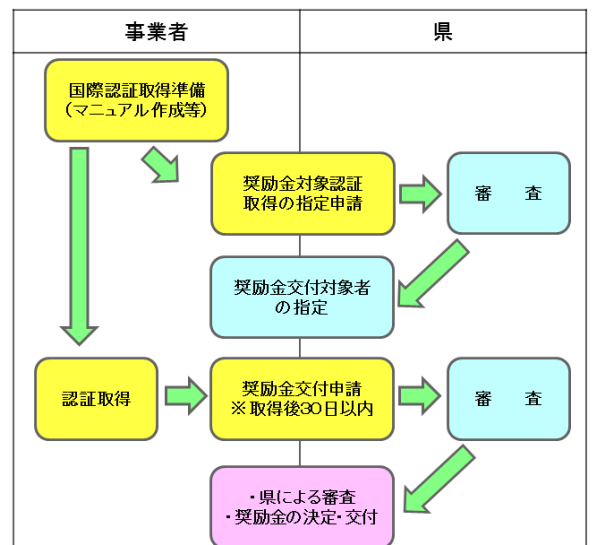 事業者
県
国際認証取得準備
（マニュアル作成等）
奨励金対象認証
取得の指定申請
審　査
奨励金交付対象者
の指定
認証取得
奨励金交付申請
※取得後30日以内
審　査
・県による審査
・奨励金の決定・交付